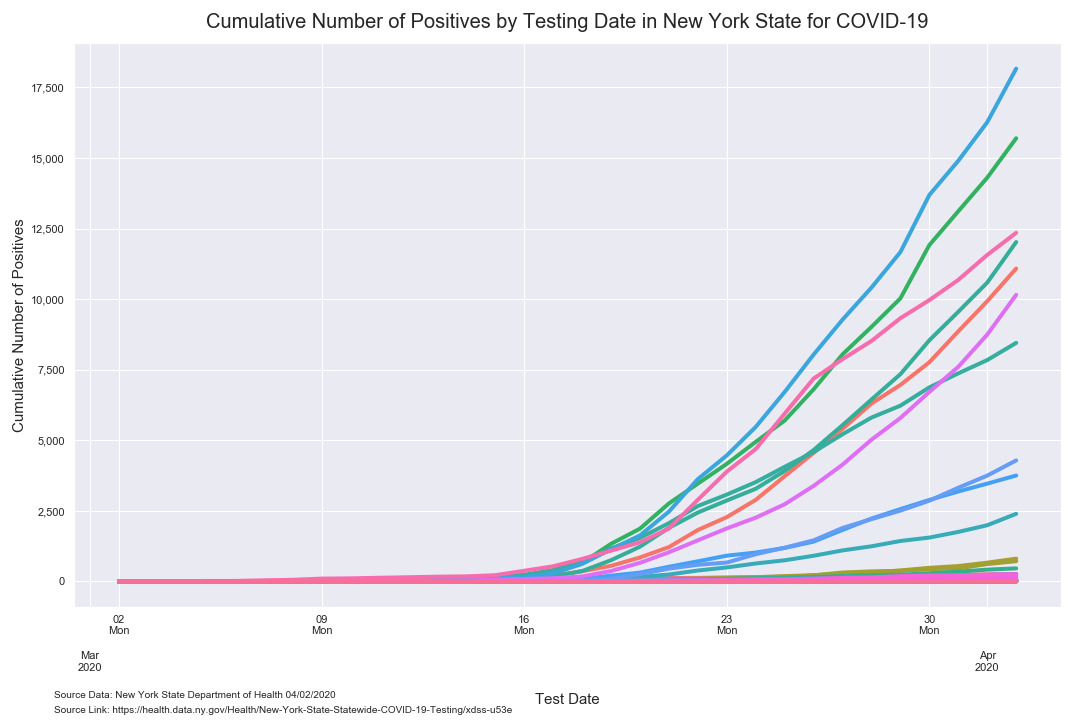 Cumulative Number of Positives by Testing Date in New York State for COVID-19
Cumulative Number of Positives
17,500
15,000
12,500
10,000
7,500
5,000
2,500
0
02
Mon
09
Mon
16
Mon
23
Mon
30
Mon
Mar
2020
Apr
2020
Test Date
Source Data: New York State Department of Health 04/02/2020
Source Link: https://health.data.ny.gov/Health/New-York-State-Statewide-COVID-19-Testing/xdss-u53e